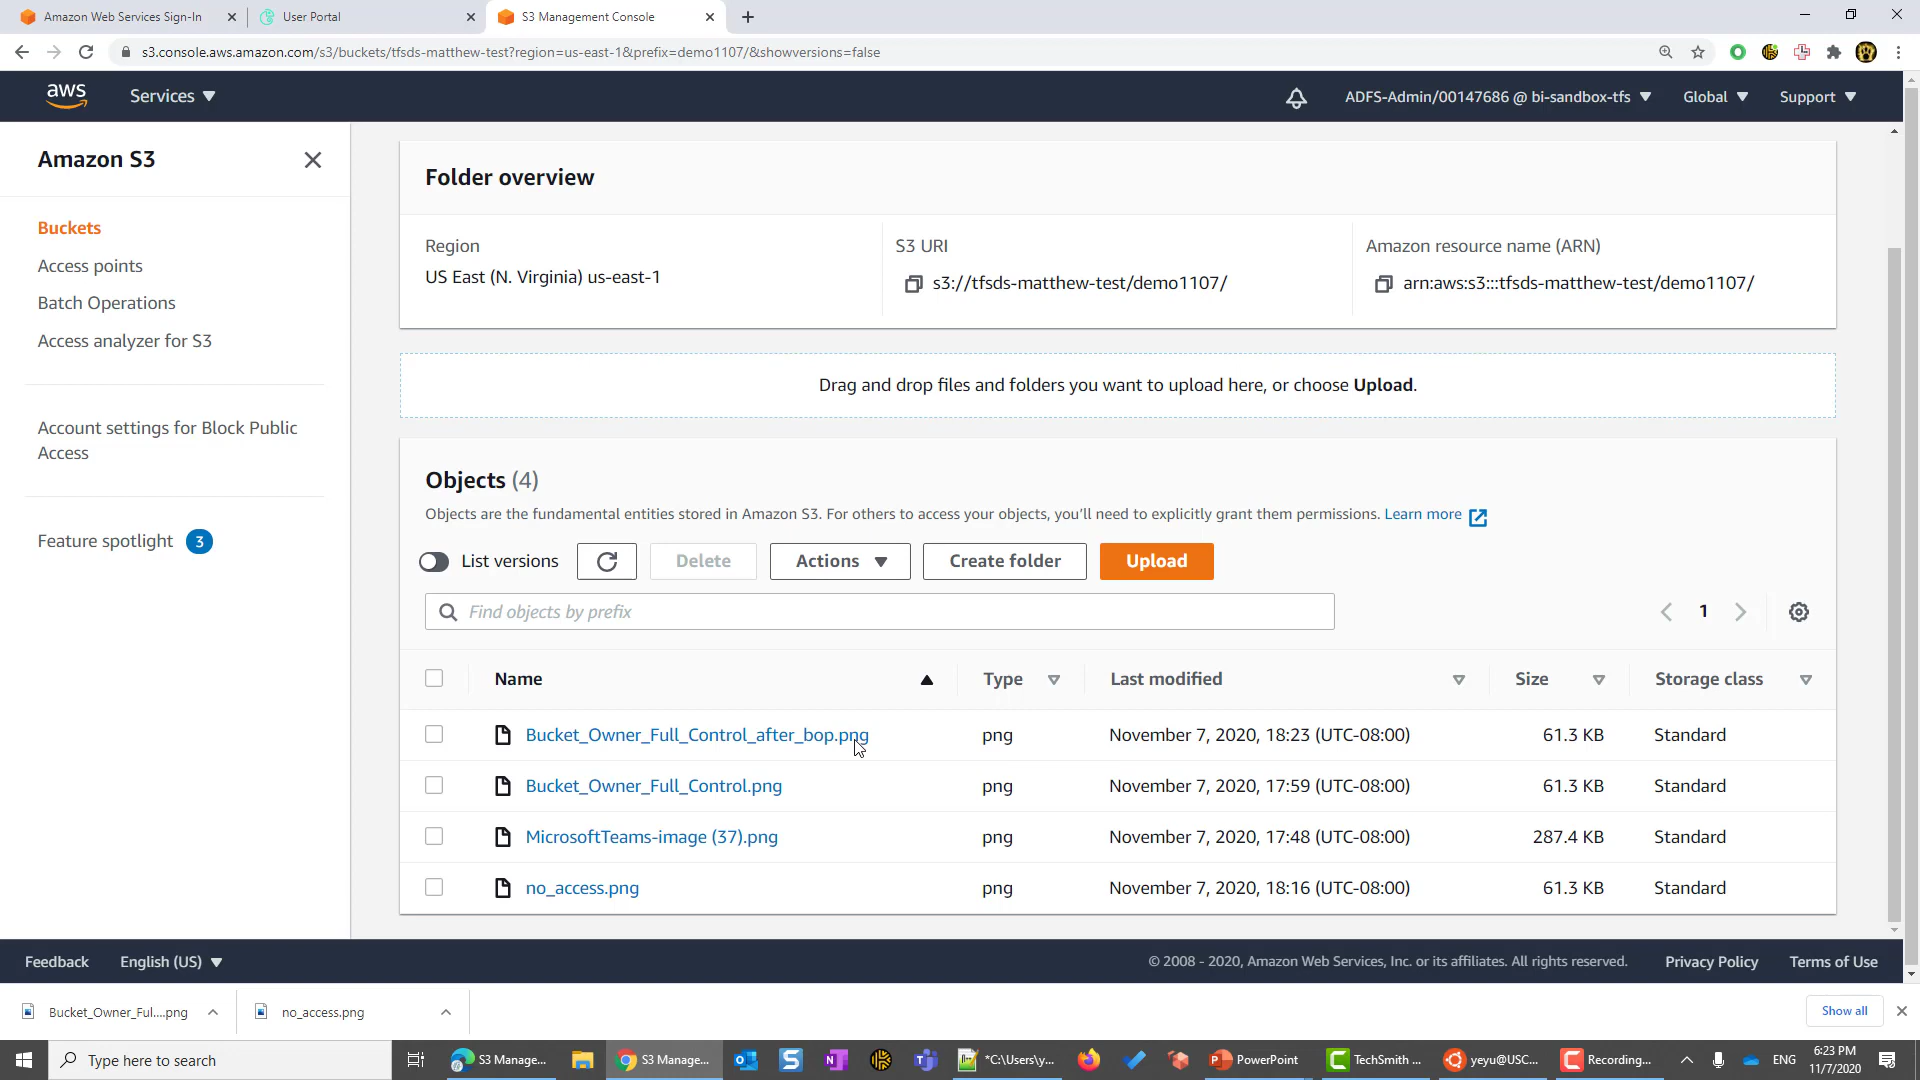 Amazon Web Services Sign-In
User Portal
S3 Management Console
s3.console.aws.amazon.com/s3/buckets/tfsds-matthew-test?region=us-east-1&prefix=demo1107/&showversions=false
aws
Services
ADFS-Admin/00147686 @ bi-sandbox-tfs
Global
Support
Amazon S3
Buckets
Access points
Batch Operations
Access analyzer for S3
Account settings for Block Public
Access
Feature spotlight 3
Folder overview
Region
US East (N. Virginia) us-east-1
S3 URI
s3://tfsds-matthew-test/demo1107/
Amazon resource name (ARN)
arn:aws:s3:::tfsds-matthew-test/demo1107/
Drag and drop files and folders you want to upload here, or choose Upload.
Objects (4)
Objects are the fundamental entities stored in Amazon S3. For others to access your objects, you'll need to explicitly grant them permissions. Learn more
List versions
Delete
Actions
Create folder
Upload
Find objects by prefix
1
Name Type Last modified Size Storage class
Bucket_Owner_Full_Control_after_bop.png png November 7, 2020, 18:23 (UTC-08:00) 61.3 KB Standard
Bucket_Owner_Full_Control.png png November 7, 2020, 17:59 (UTC-08:00) 61.3 KB Standard
MicrosoftTeams-image (37).png png November 7, 2020, 17:48 (UTC-08:00) 287.4 KB Standard
no_access.png png November 7, 2020, 18:16 (UTC-08:00) 61.3 KB Standard
Feedback
English (US)
© 2008 - 2020, Amazon Web Services, Inc. or its affiliates. All rights reserved.
Privacy Policy
Terms of Use
Bucket_Owner_Ful....png
no_access.png
Show all
Type here to search
S3 Manage...
S3 Manage...
*C:\Users\y...
PowerPoint
TechSmith ...
yeyu@USC...
Recording...
ENG
6:23 PM
11/7/2020